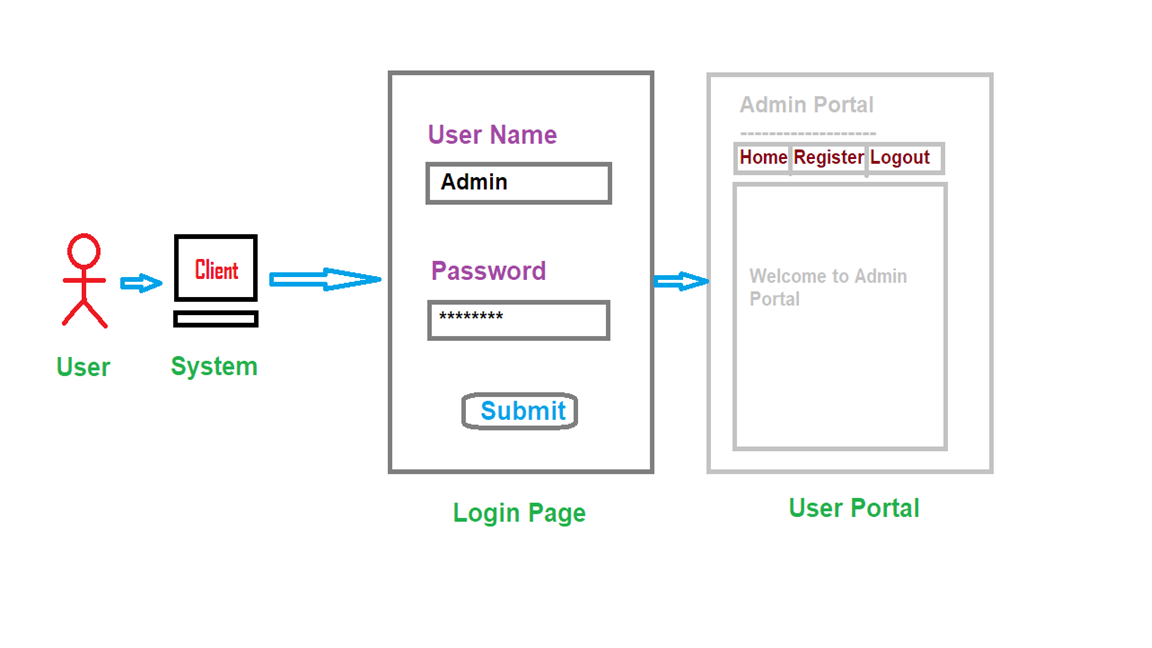 Client
User
System
User Name
Admin
Password
********
Submit
Login Page
Admin Portal
-------------------
Home Register Logout
Welcome to Admin
Portal
User Portal